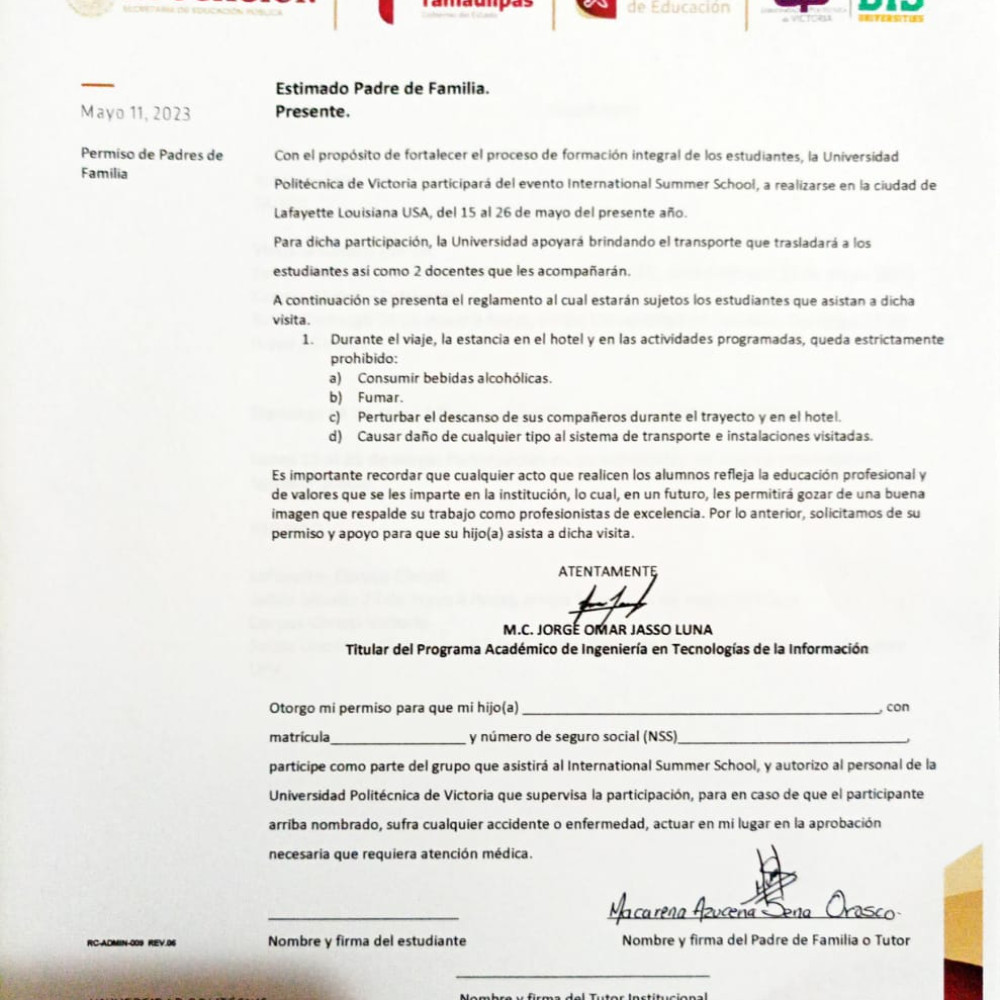 SECRETARÍA DE EDUCACIÓN PÚBLICA
Tamaulipas
Gobierno del Estado
de Educación
de VICTORIA
BIS
UNIVERSITIES
Mayo 11, 2023
Permiso de Padres de
Familia
Estimado Padre de Familia.
Presente.
Con el propósito de fortalecer el proceso de formación integral de los estudiantes, la Universidad
Politécnica de Victoria participará del evento International Summer School, a realizarse en la ciudad de
Lafayette Louisiana USA, del 15 al 26 de mayo del presente año.
Para dicha participación, la Universidad apoyará brindando el transporte que trasladará a los
estudiantes así como 2 docentes que les acompañarán.
A continuación se presenta el reglamento al cual estarán sujetos los estudiantes que asistan a dicha
visita.
1. Durante el viaje, la estancia en el hotel y en las actividades programadas, queda estrictamente
prohibido:
a) Consumir bebidas alcohólicas.
b) Fumar.
c) Perturbar el descanso de sus compañeros durante el trayecto y en el hotel.
d) Causar daño de cualquier tipo al sistema de transporte e instalaciones visitadas.
Es importante recordar que cualquier acto que realicen los alumnos refleja la educación profesional y
de valores que se les imparte en la institución, lo cual, en un futuro, les permitirá gozar de una buena
imagen que respalde su trabajo como profesionistas de excelencia. Por lo anterior, solicitamos de su
permiso y apoyo para que su hijo(a) asista a dicha visita.
ATENTAMENTE
M.C. JORGE OMAR JASSO LUNA
Titular del Programa Académico de Ingeniería en Tecnologías de la Información
Otorgo mi permiso para que mi hijo(a) ____________________, con
matrícula____________ y número de seguro social (NSS)____________________,
participe como parte del grupo que asistirá al International Summer School, y autorizo al personal de la
Universidad Politécnica de Victoria que supervisa la participación, para en caso de que el participante
arriba nombrado, sufra cualquier accidente o enfermedad, actuar en mi lugar en la aprobación
necesaria que requiera atención médica.
Macarena Azucena Sena Orasco.
Nombre y firma del estudiante
Nombre y firma del Padre de Familia o Tutor
RC-ADMIN-009 REV.06
Nombre y firma del Tutor Institucional